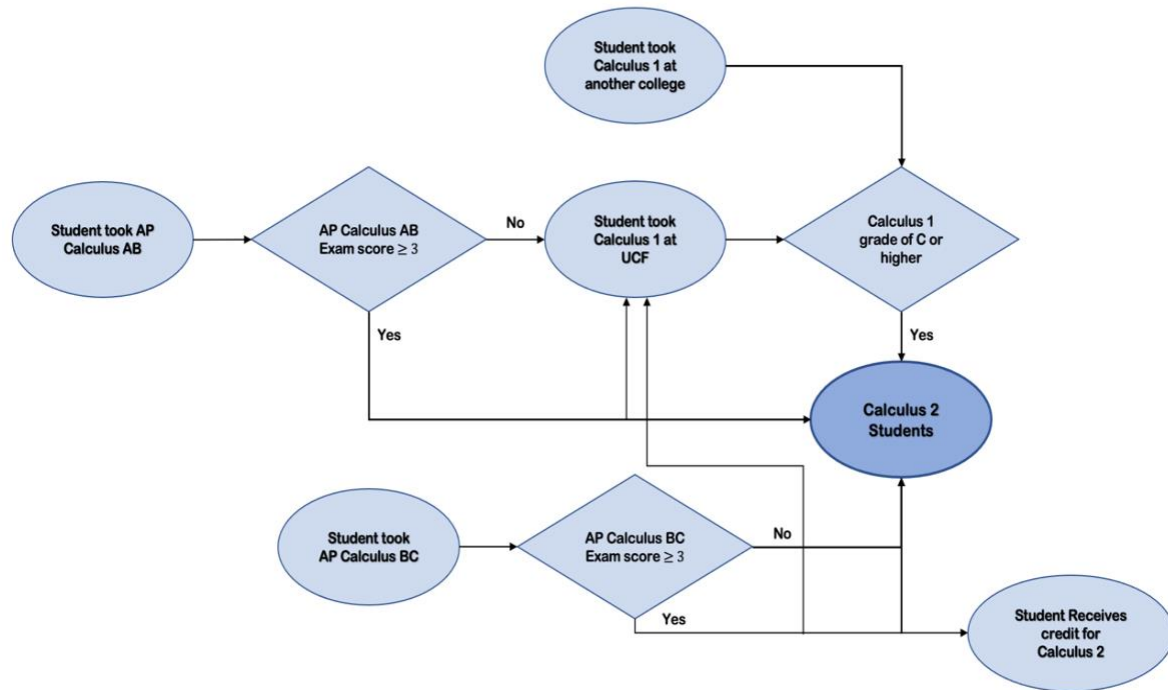 Student took
Calculus 1 at
another college
Student took AP
Calculus AB
AP Calculus AB
Exam score ≥ 3
No
Student took
Calculus 1 at
UCF
Calculus 1
grade of C or
higher
Yes
Yes
Calculus 2
Students
Student took
AP Calculus BC
AP Calculus BC
Exam score ≥ 3
No
Yes
Student Receives
credit for
Calculus 2